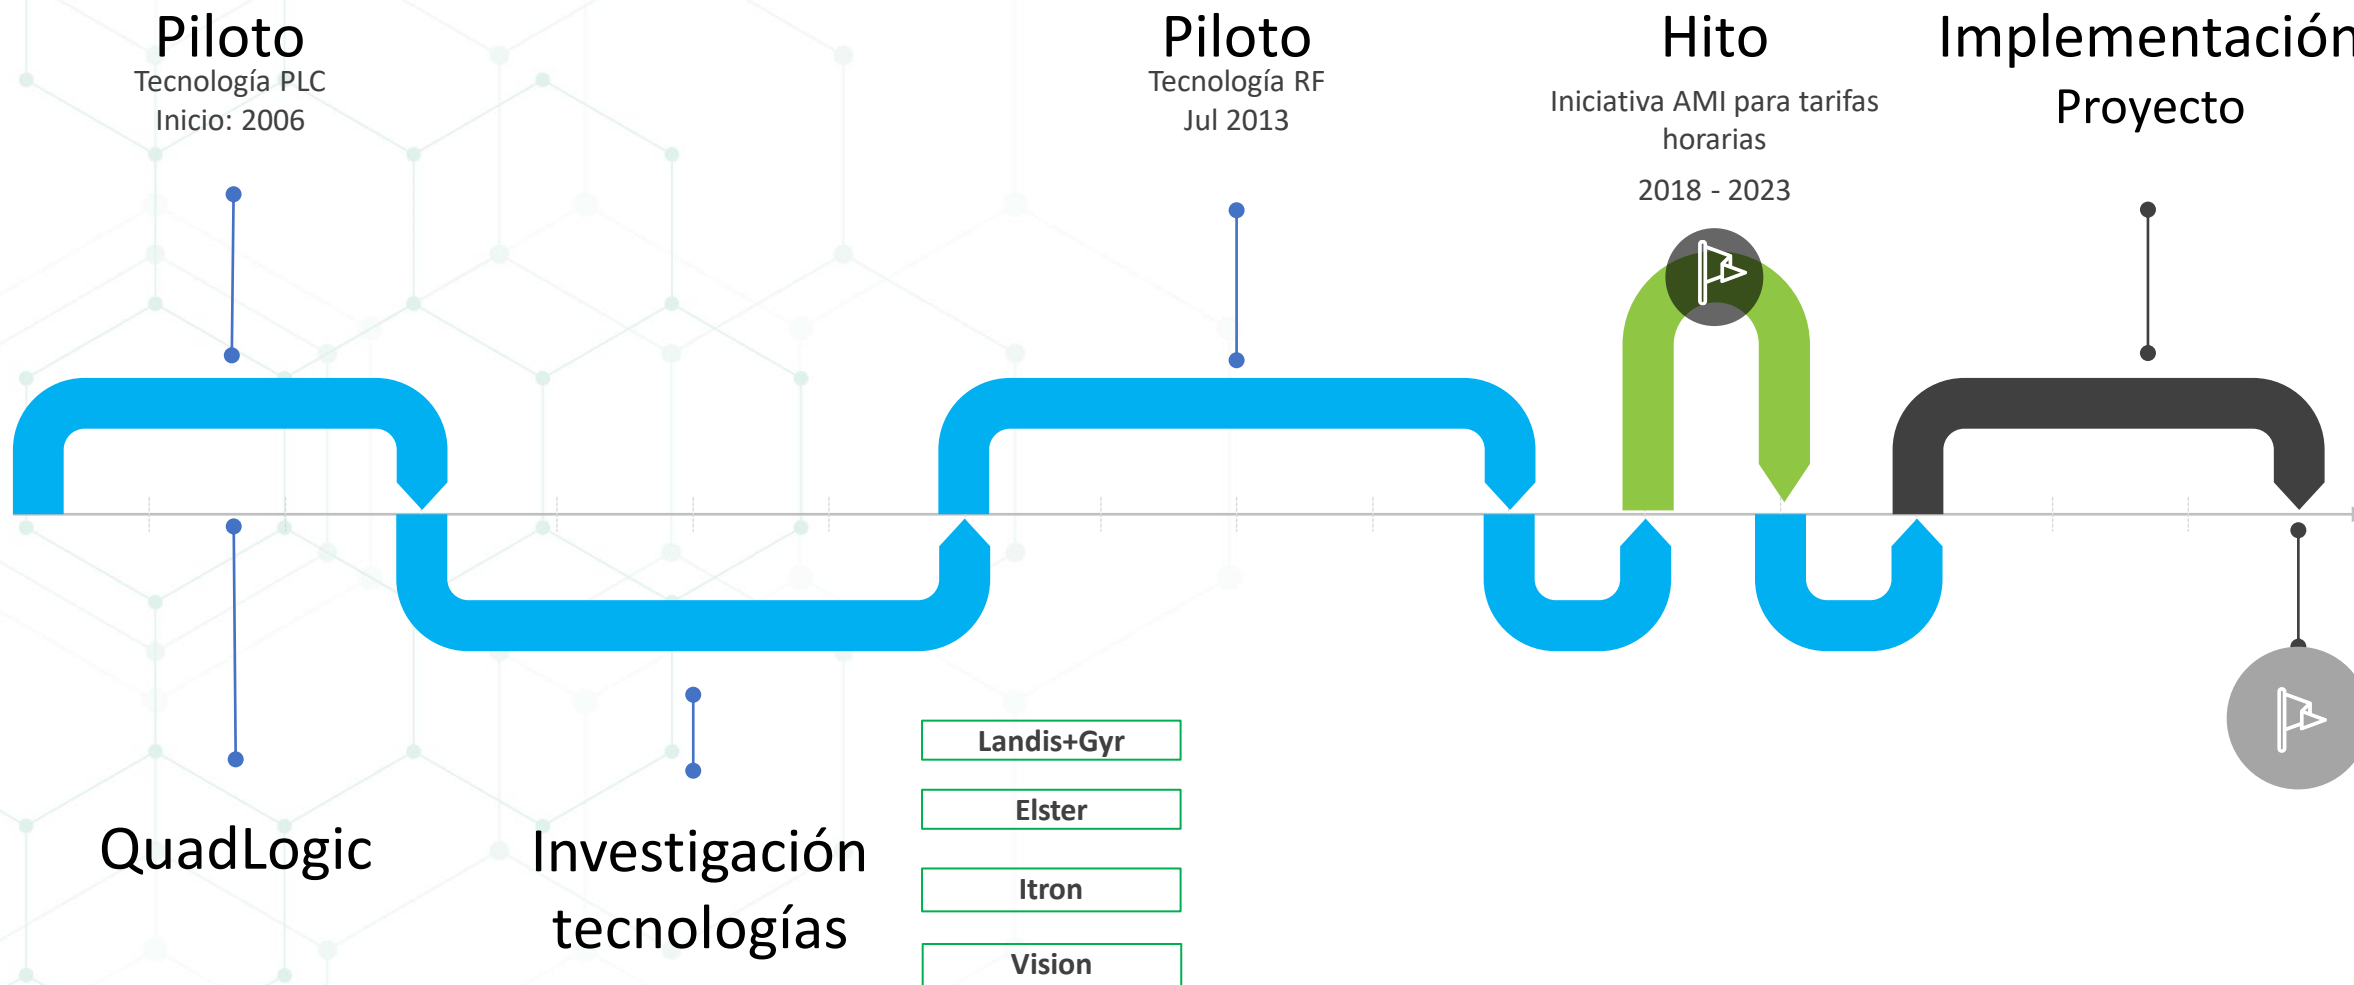 Piloto
Tecnología PLC
Inicio: 2006
Piloto
Tecnología RF
Jul 2013
Hito
Iniciativa AMI para tarifas
horarias
2018 - 2023
Implementación
Proyecto
QuadLogic
Investigación
tecnologías
Landis+Gyr
Elster
Itron
Vision